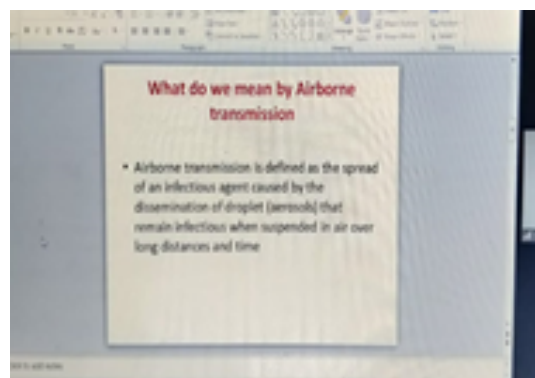 What do we mean by Airborne
transmission
• Airborne transmission is defined as the spread
of an infectious agent caused by the
dissemination of droplet (aerosols) that
remain infectious when suspended in air over
long distances and time